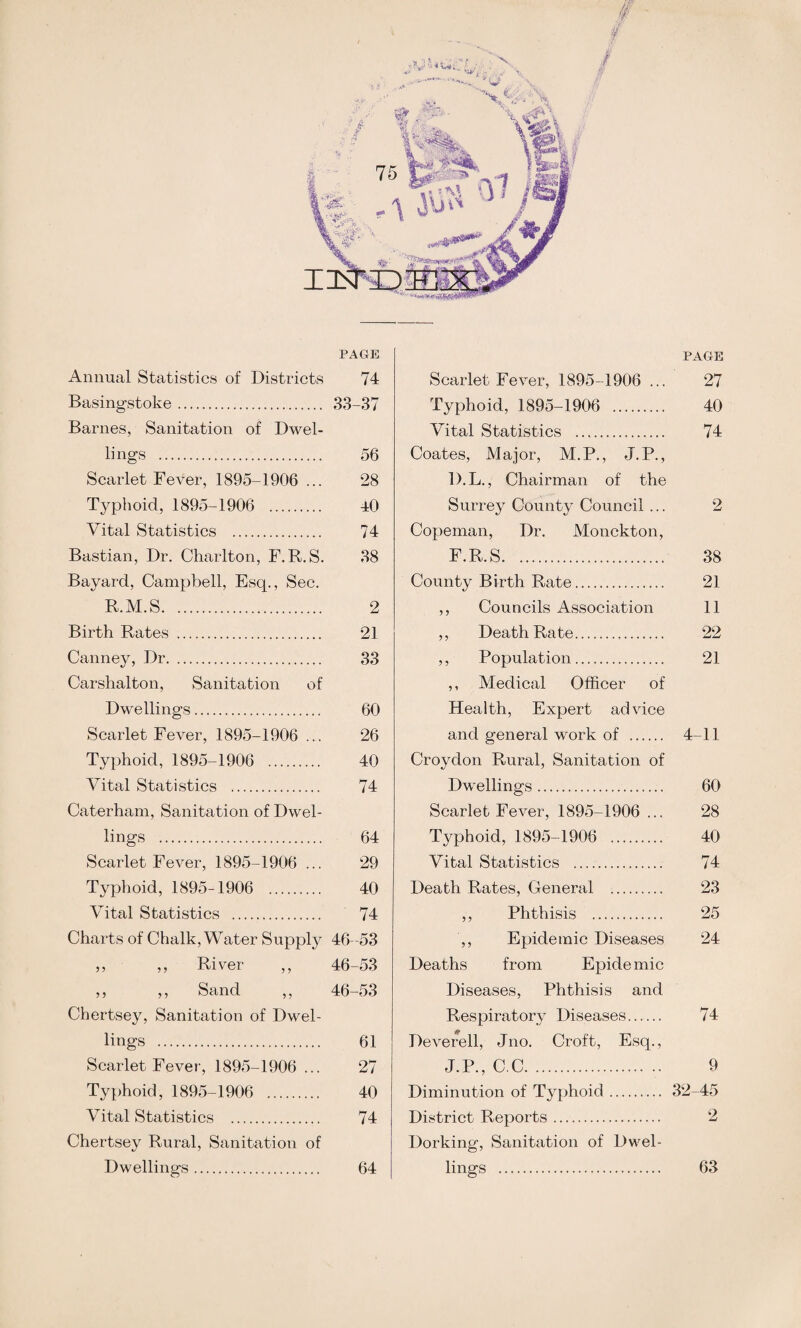 75
-1 JUN 07
INDEX.
PAGE
Annual Statistics of Districts 74
Basingstoke ........................ 33-37
Barnes, Sanitation of Dwel-
lings ........................... 56
Scarlet Fever, 1895-1906 ... 28
Typhoid, 1895-1906 ......... 40
Vital Statistics ............... 74
Bastian, Dr. Charlton, F.R.S. 38
Bayard, Campbell, Esq., Sec.
R.M.S. .......................... 2
Birth Rates ........................ 21
Canney, Dr. ......................... 33
Carshalton, Sanitation of
Dwellings ..................... 60
Scarlet Fever, 1895-1906 ... 26
Typhoid, 1895-1906 ......... 40
Vital Statistics ............... 74
Caterham, Sanitation of Dwel-
lings ........................... 64
Scarlet Fever, 1895-1906 ... 29
Typhoid, 1895-1906 ......... 40
Vital Statistics ............... 74
Charts of Chalk, Water Supply 46-53
,, ,, River ,, 46-53
,, ,, Sand ,, 46-53
Chertsey, Sanitation of Dwel-
lings ........................... 61
Scarlet Fever, 1895-1906 ... 27
Typhoid, 1895-1906 ......... 40
Vital Statistics ............... 74
Chertsey Rural, Sanitation of
Dwellings ..................... 64
PAGE
Scarlet Fever, 1895-1906 ... 27
Typhoid, 1895-1906 ......... 40
Vital Statistics ............... 74
Coates, Major, M.P., J.P.,
D.L., Chairman of the
Surrey County Council ... 2
Copeman, Dr. Monckton,
F.R.S. ......................... 38
County Birth Rate ............... 21
,, Councils Association 11
,, Death Rate ............... 22
,, Population ............... 21
,, Medical Officer of
Health, Expert advice
and general work of ...... 4-11
Croydon Rural, Sanitation of
Dwellings ..................... 60
Scarlet Fever, 1895-1906 ... 28
Typhoid, 1895-1906 ......... 40
Vital Statistics ............... 74
Death Rates, General ......... 23
,, Phthisis ............ 25
,, Epidemic Diseases 24
Deaths from Epidemic
Diseases, Phthisis and
Respiratory Diseases ...... 74
Deverell, Jno. Croft, Esq.,
J.P., C.C. ..................... 9
Diminution of Typhoid ......... 32-45
District Reports .................. 2
Dorking, Sanitation of Dwel-
lings ........................... 63